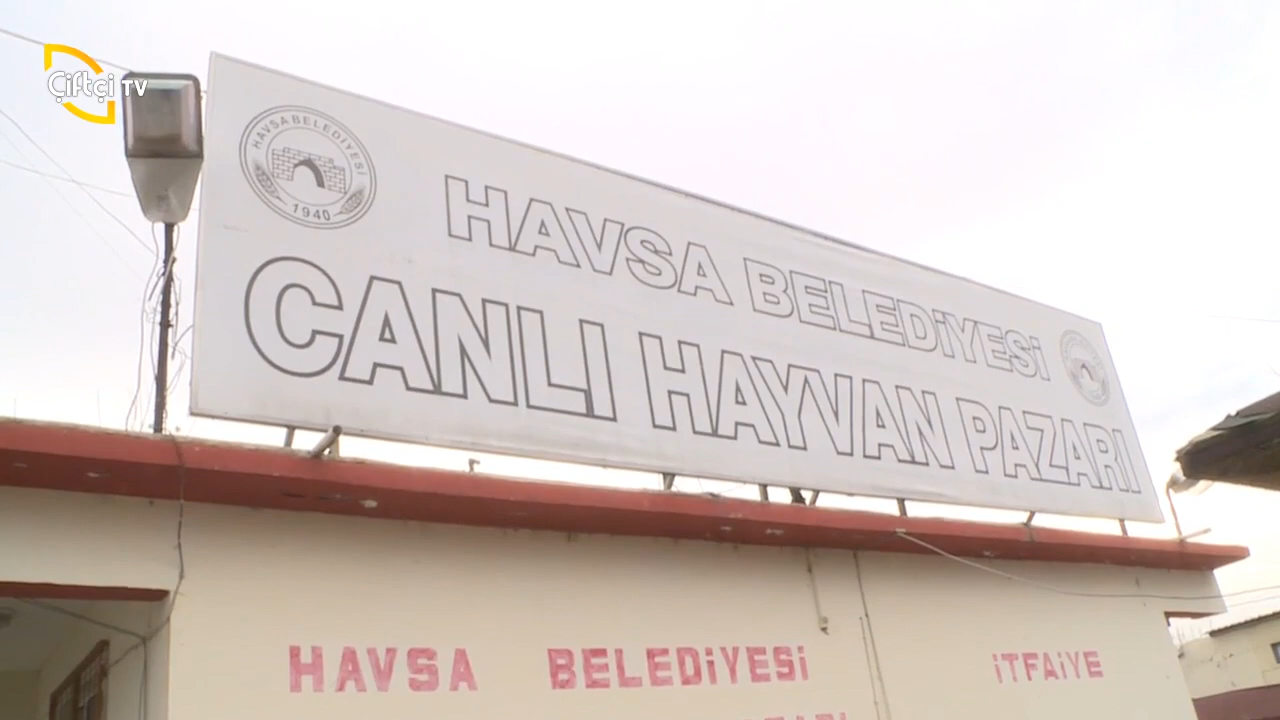 Çiftçi TV
HAVSA BELEDİYESİ
1940
HAVSA BELEDİYESİ
CANLI HAYVAN PAZARI
HAVSA BELEDİYESİ İTFAİYE